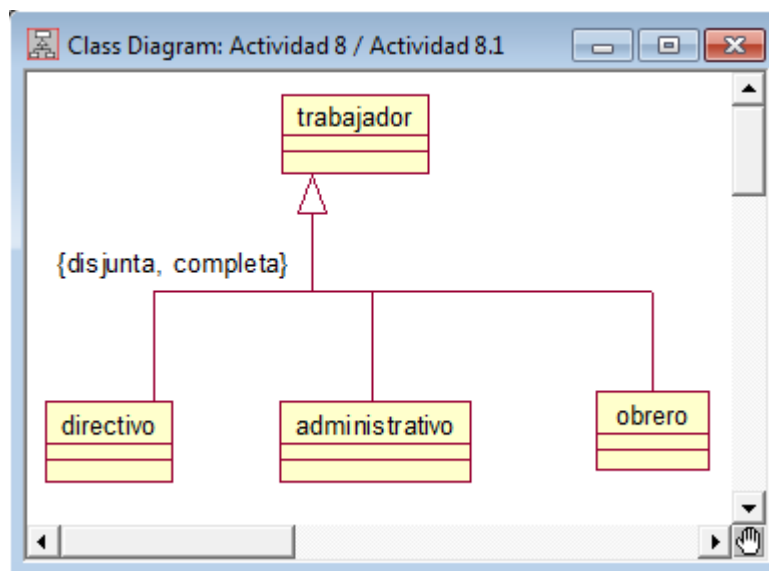 Class Diagram: Actividad 8 / Actividad 8.1
trabajador
{disjunta, completa}
directivo
administrativo
obrero